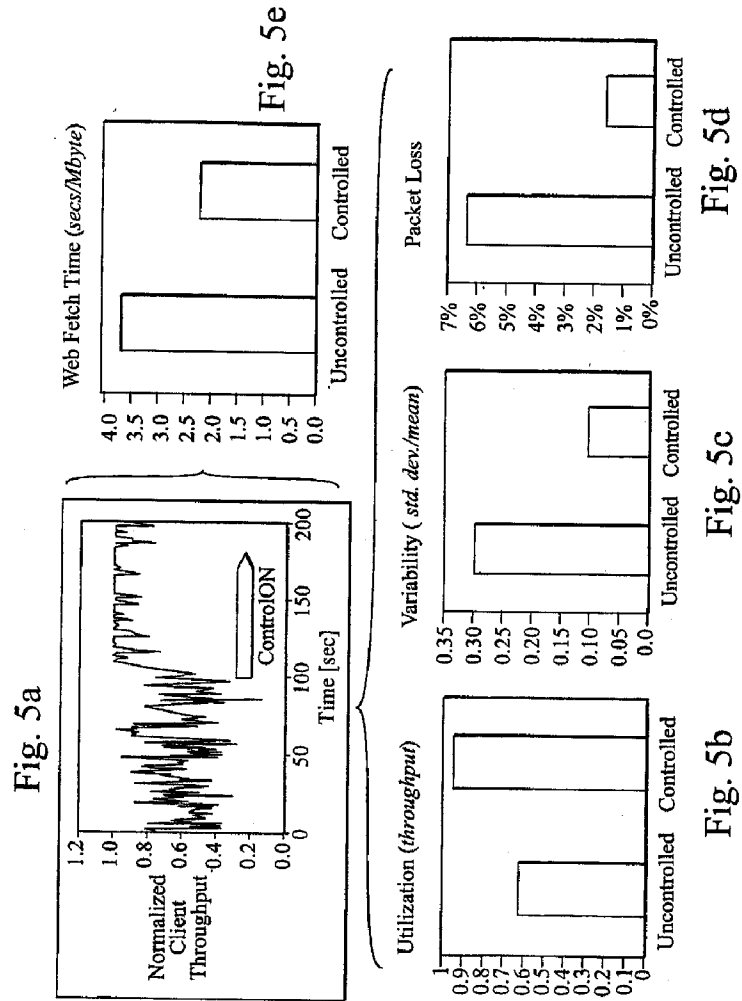 Fig. 5a
1.2
1.0
0.8
0.6
0.4
0.2
0.0
Normalized
Client
Throughput
0
50
100
150
200
Time [sec]
ControlON
Web Fetch Time (secs/Mbyte)
4.0
3.5
3.0
2.5
2.0
1.5
1.0
0.5
0.0
Uncontrolled Controlled
Fig. 5e
Utilization (throughput)
1
0.9
0.8
0.7
0.6
0.5
0.4
0.3
0.2
0.1
0
Uncontrolled Controlled
Fig. 5b
Variability ( std. dev./mean)
0.35
0.30
0.25
0.20
0.15
0.10
0.05
0.0
Uncontrolled Controlled
Fig. 5c
Packet Loss
7%
6%
5%
4%
3%
2%
1%
0%
Uncontrolled Controlled
Fig. 5d